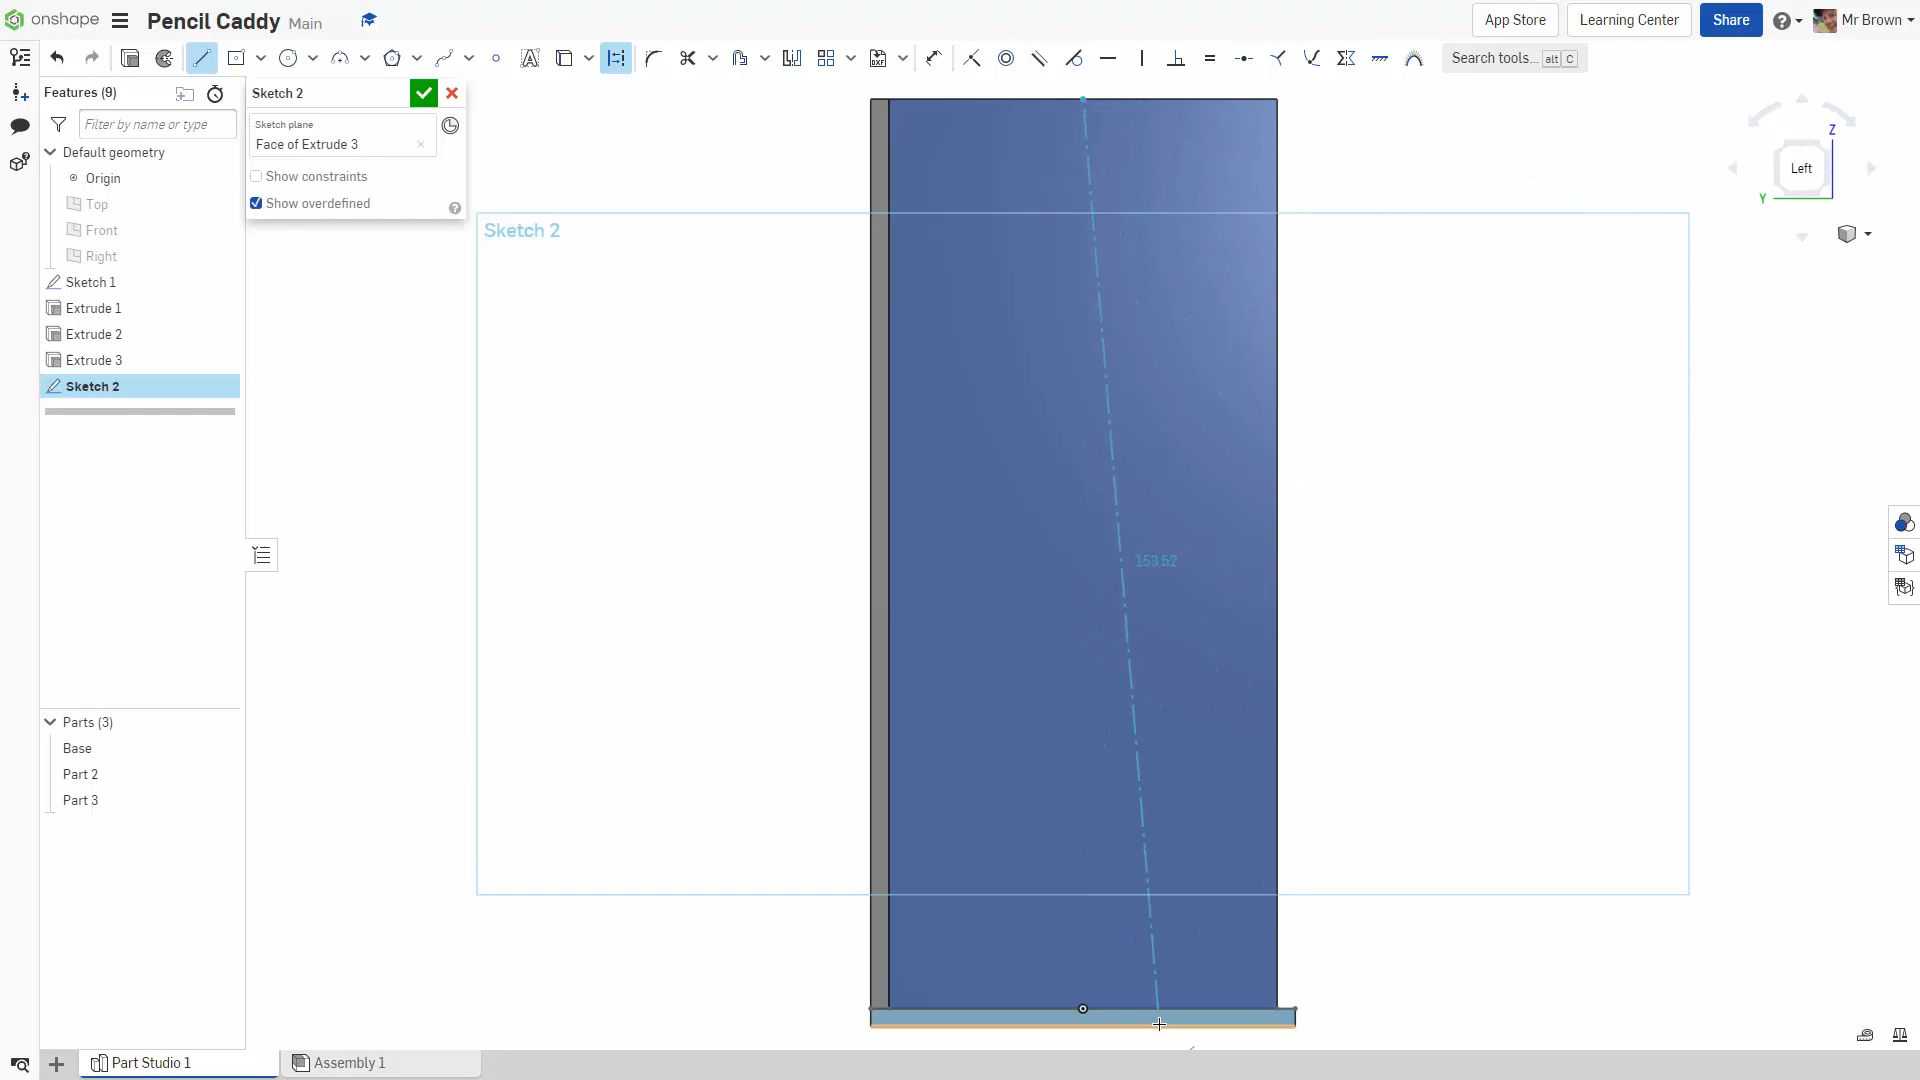 onshape
Pencil Caddy Main
App Store
Learning Center
Share
Mr Brown
Search tools... alt C
Features (9)
Filter by name or type
Default geometry
Origin
Top
Front
Right
Sketch 1
Extrude 1
Extrude 2
Extrude 3
Sketch 2
Parts (3)
Base
Part 2
Part 3
Sketch 2
Sketch plane
Face of Extrude 3
Show constraints
Show overdefined
Sketch 2
153.52
Z
Left
Y
Part Studio 1
Assembly 1